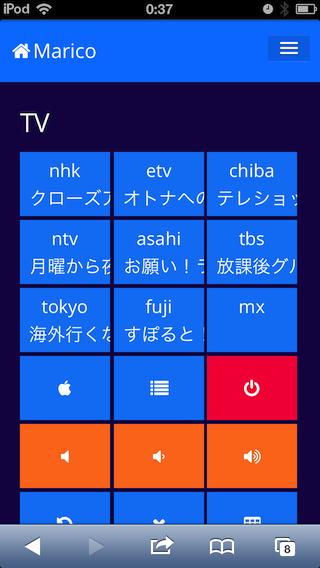 iPod 0:37
Marico
TV
nhk etv chiba
クローズア オトナへの テレショッ
ntv asahi tbs
月曜から夜 お願い！ラ 放課後グル
tokyo fuji mx
海外行くな すぽると！
8